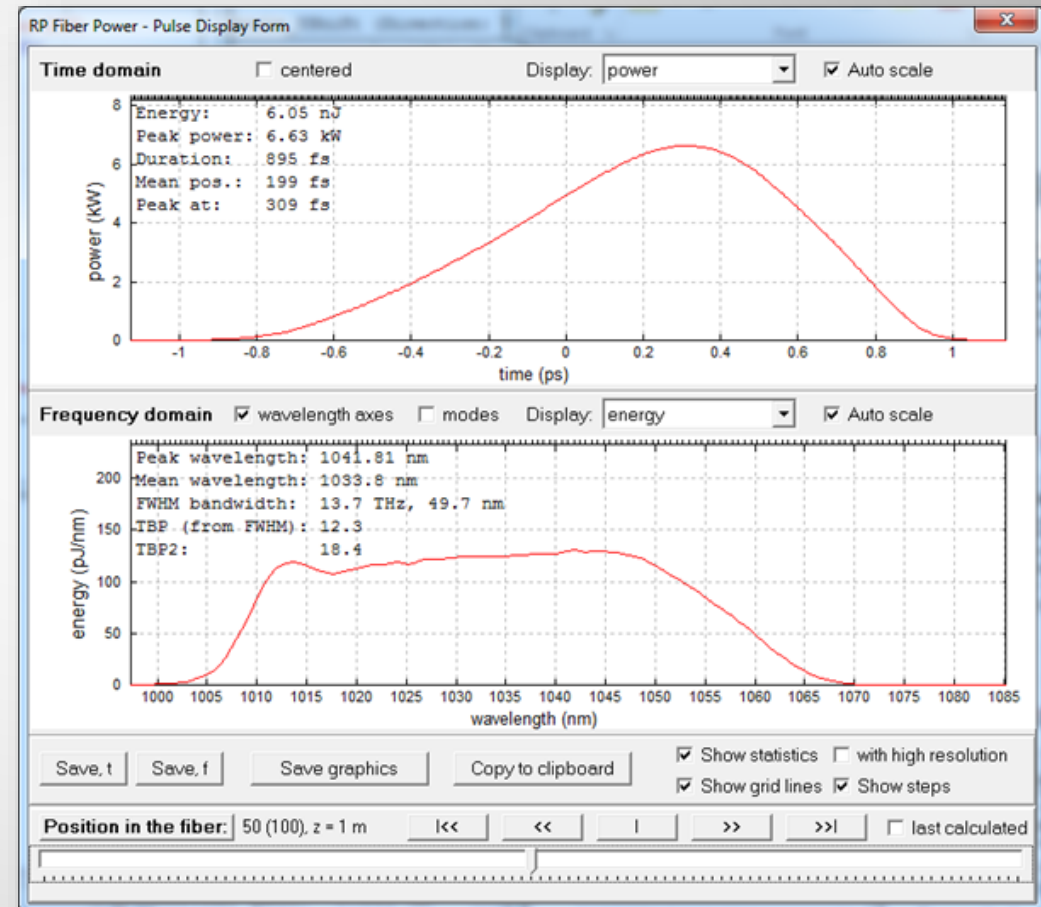 RP Fiber Power - Pulse Display Form
Time domain centered Display: power Auto scale
8
6
4
2
0
power (kW)
Energy: 6.05 nJ
Peak power: 6.63 kW
Duration: 895 fs
Mean pos.: 199 fs
Peak at: 309 fs
-1 -0.8 -0.6 -0.4 -0.2 0 0.2 0.4 0.6 0.8 1
time (ps)
Frequency domain wavelength axes modes Display: energy Auto scale
200
150
100
50
0
energy (pJ/nm)
Peak wavelength: 1041.81 nm
Mean wavelength: 1033.8 nm
FWHM bandwidth: 13.7 THz, 49.7 nm
TBP (from FWHM): 12.3
TBP2: 18.4
1000 1005 1010 1015 1020 1025 1030 1035 1040 1045 1050 1055 1060 1065 1070 1075 1080 1085
wavelength (nm)
Save, t Save, f Save graphics Copy to clipboard
Show statistics with high resolution
Show grid lines Show steps
Position in the fiber: 50 (100), z = 1 m |<< << | >> >>| last calculated